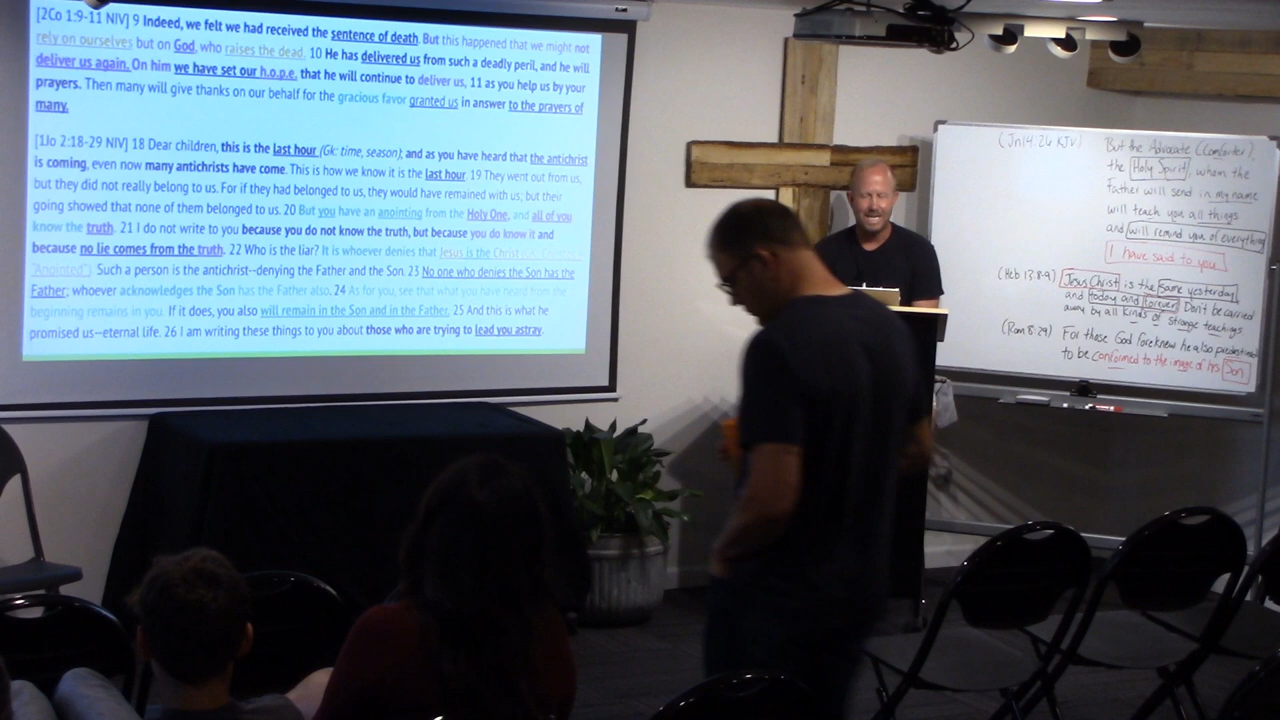 [2Co 1:9-11 NIV] 9 Indeed, we felt we had received the sentence of death. But this happened that we might not
rely on ourselves but on God, who raises the dead. 10 He has delivered us from such a deadly peril, and he will
deliver us again. On him we have set our h.o.p.e. that he will continue to deliver us, 11 as you help us by your
prayers. Then many will give thanks on our behalf for the gracious favor granted us in answer to the prayers of
many.
[1Jo 2:18-29 NIV] 18 Dear children, this is the last hour (Gk: time, season); and as you have heard that the antichrist
is coming, even now many antichrists have come. This is how we know it is the last hour. 19 They went out from us,
but they did not really belong to us. For if they had belonged to us, they would have remained with us; but their
going showed that none of them belonged to us. 20 But you have an anointing from the Holy One, and all of you
know the truth. 21 I do not write to you because you do not know the truth, but because you do know it and
because no lie comes from the truth. 22 Who is the liar? It is whoever denies that Jesus is the Christ
"Anointed"). Such a person is the antichrist--denying the Father and the Son. 23 No one who denies the Son has the
Father; whoever acknowledges the Son has the Father also. 24 As for you, see that what you have heard from the
beginning remains in you. If it does, you also will remain in the Son and in the Father. 25 And this is what he
promised us--eternal life. 26 I am writing these things to you about those who are trying to lead you astray.
(Jn 14:26 KJV) But the Advocate (Comforter),
the Holy Spirit, whom the
Father will send in my name
will teach you all things
and will remind you of everything
I have said to you
(Heb 13:8-9) Jesus Christ is the same yesterday
and today and forever. Don't be carried
away by all kinds of strange teachings
(Rom 8:29) For those God foreknew he also predestined
to be conformed to the image of his Son